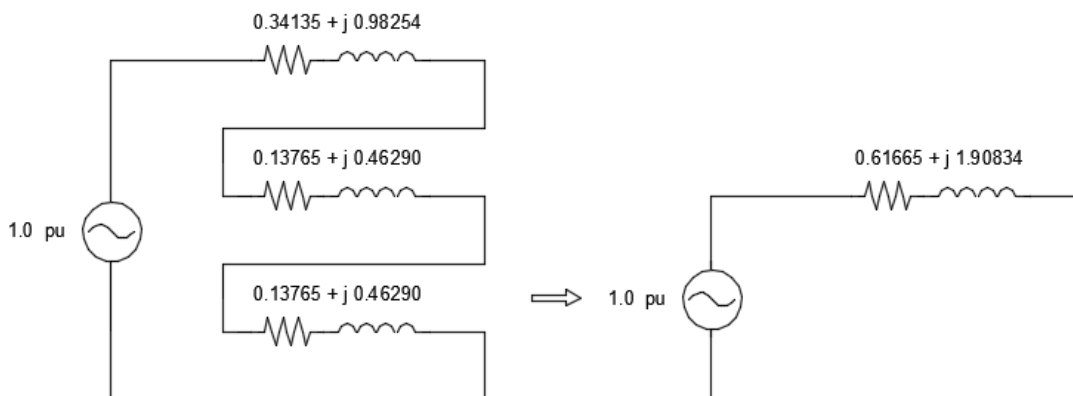 0.34135 + j 0.98254
0.13765 + j 0.46290
0.61665 + j 1.90834
1.0 pu
0.13765 + j 0.46290
1.0 pu